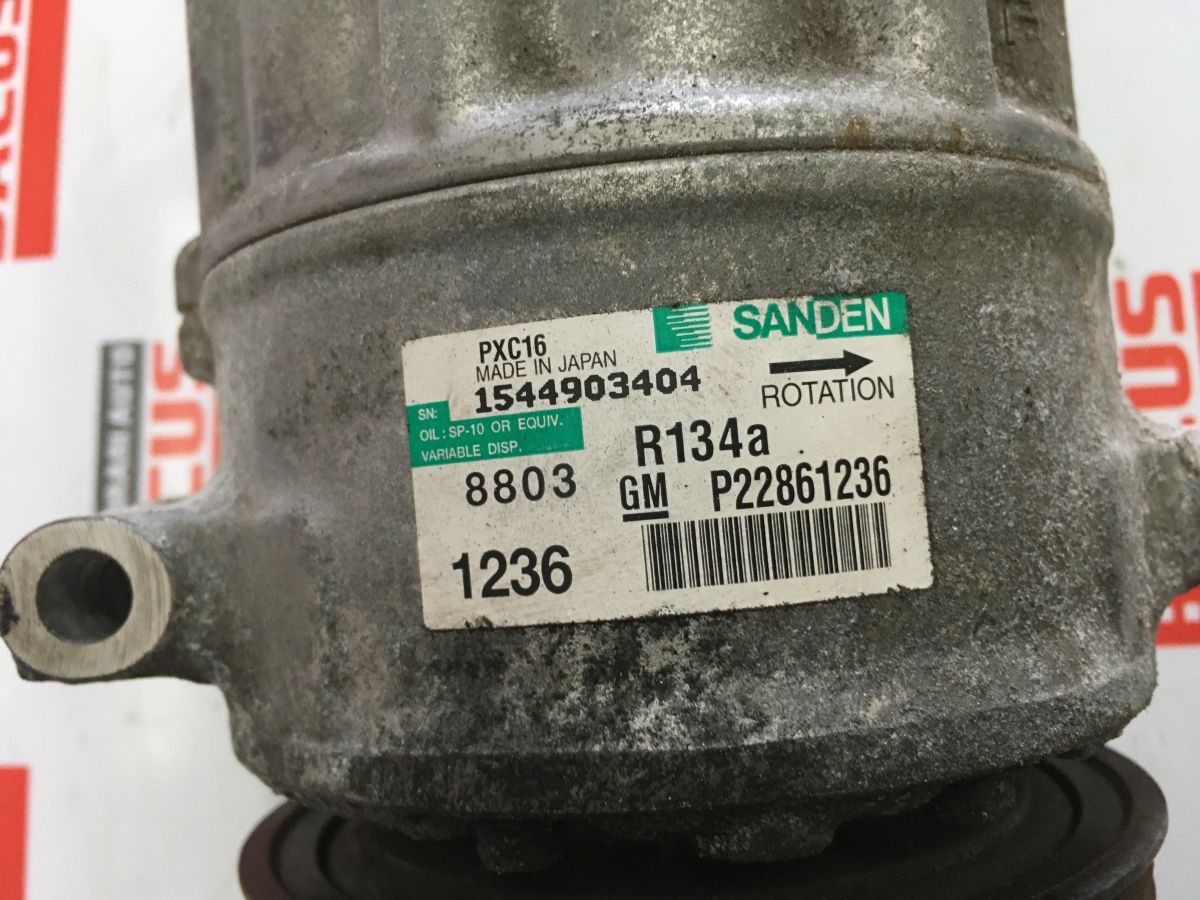 SANDEN
PXC16
MADE IN JAPAN
SN: 1544903404
ROTATION
OIL: SP-10 OR EQUIV.
VARIABLE DISP.
R134a
8803
GM P22861236
1236